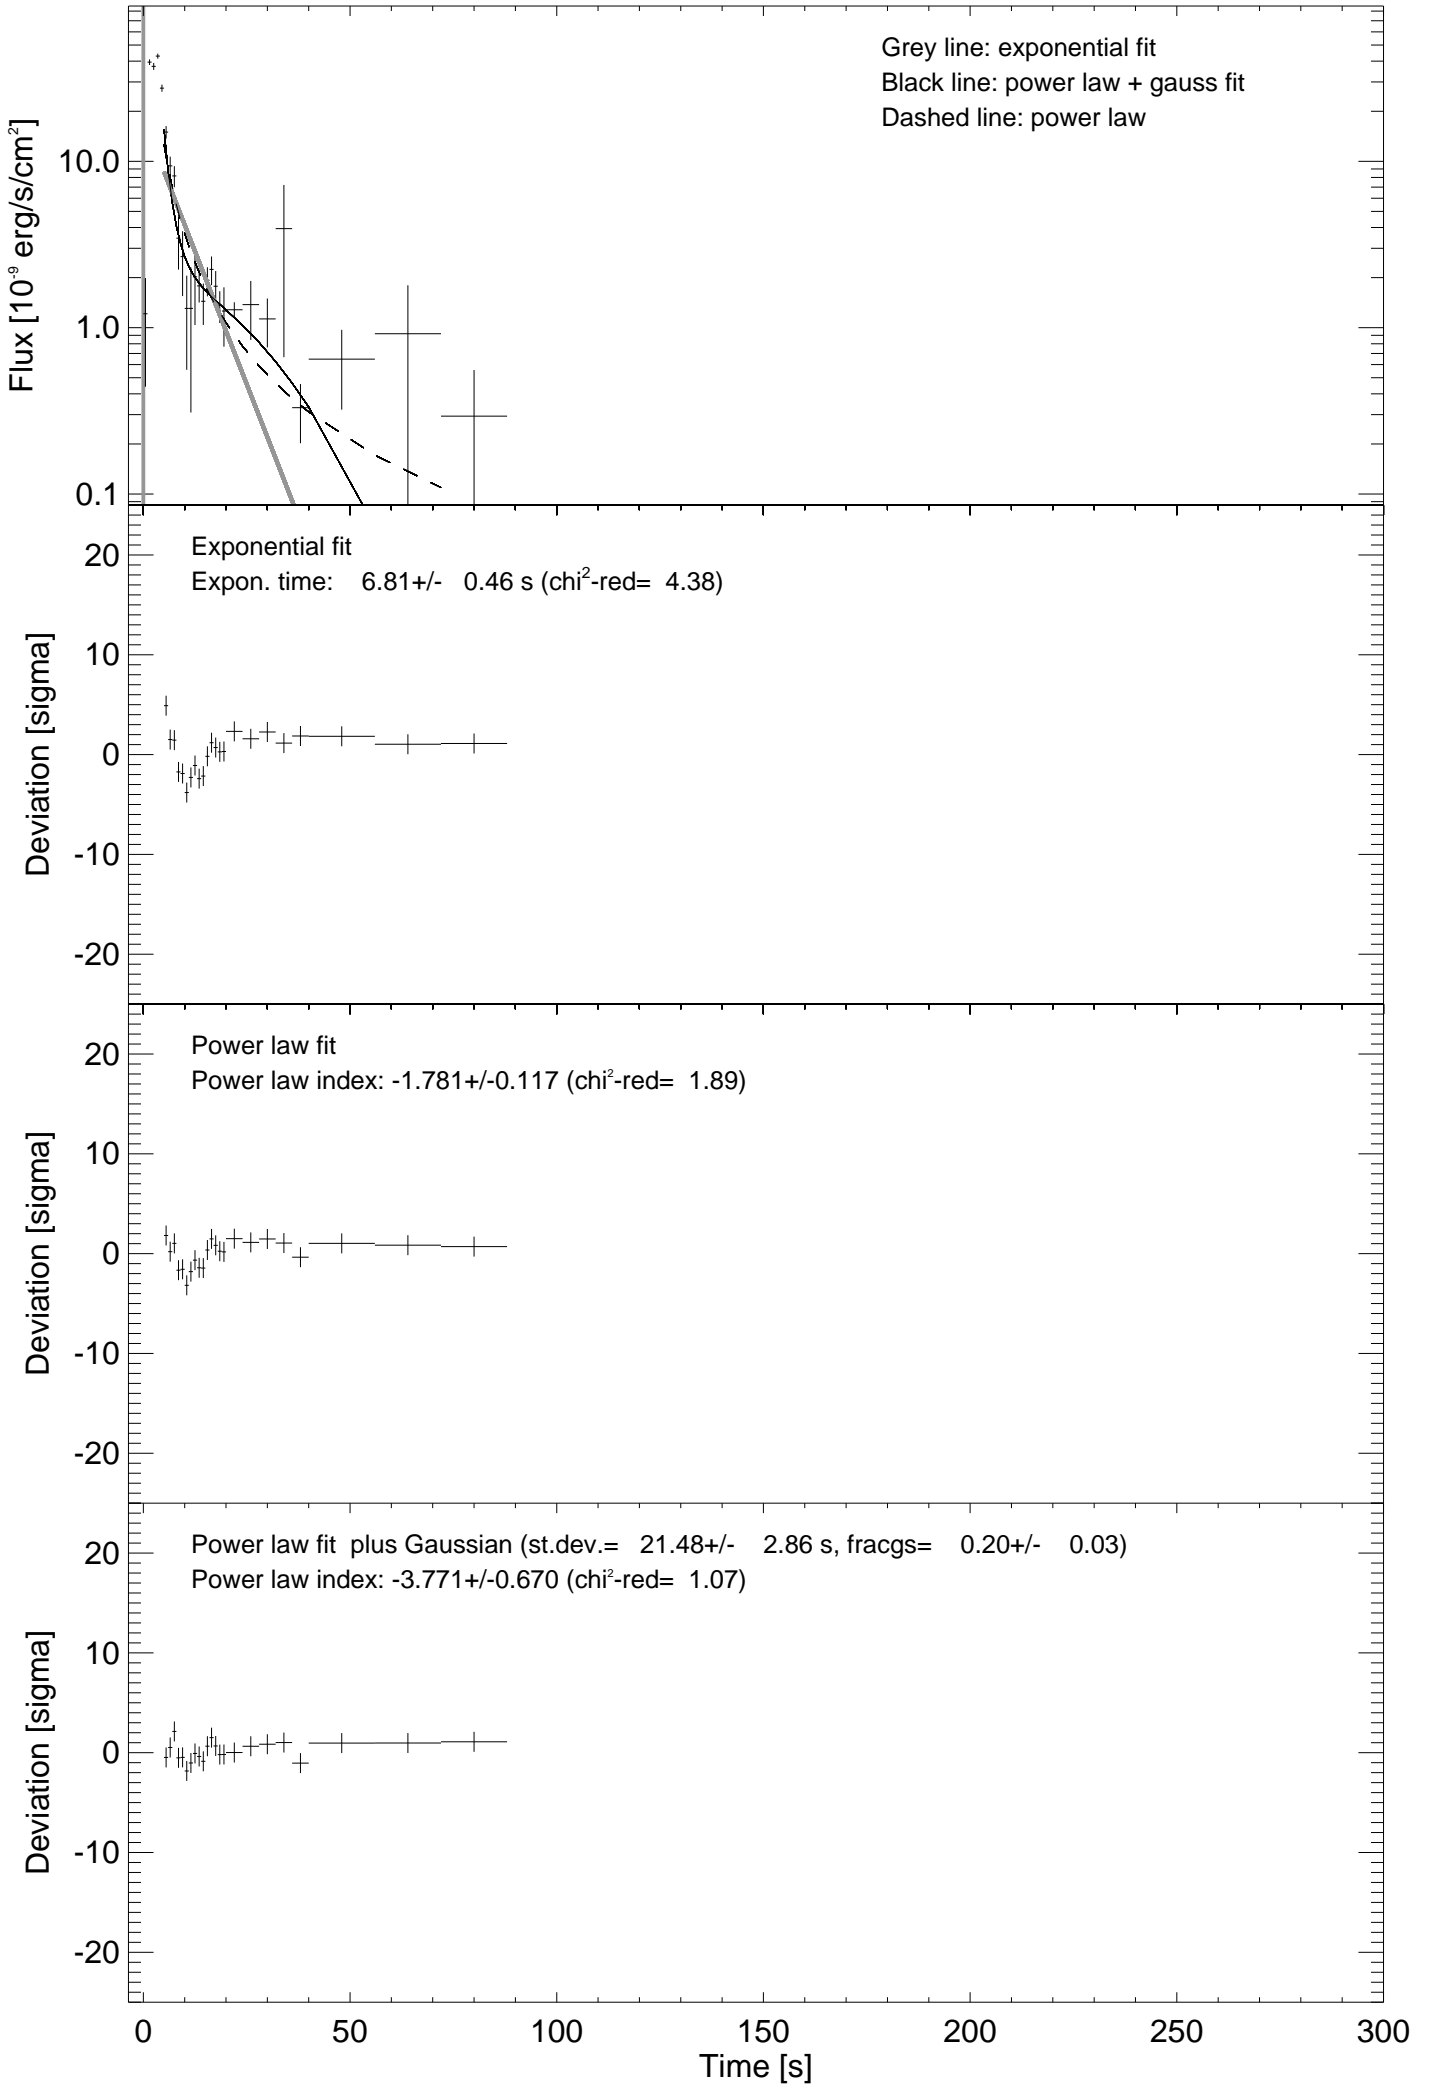 Grey line: exponential fit
Black line: power law + gauss fit
Dashed line: power law
Flux [10⁻⁹ erg/s/cm²]
10.0
1.0
0.1
Exponential fit
Expon. time: 6.81+/- 0.46 s (chi²-red= 4.38)
Deviation [sigma]
20
10
0
-10
-20
Power law fit
Power law index: -1.781+/-0.117 (chi²-red= 1.89)
Deviation [sigma]
20
10
0
-10
-20
Power law fit plus Gaussian (st.dev.= 21.48+/- 2.86 s, fracgs= 0.20+/- 0.03)
Power law index: -3.771+/-0.670 (chi²-red= 1.07)
Deviation [sigma]
20
10
0
-10
-20
0 50 100 150 200 250 300
Time [s]